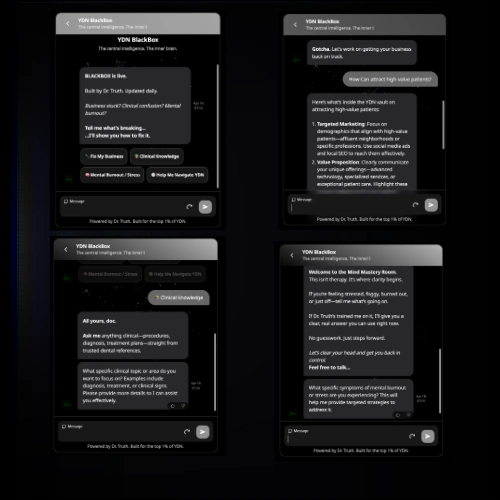 YDN BlackBox
The central intelligence. The inner l
YDN BlackBox
The central intelligence. The inner brain.
BLACKBOX is live.
Built by Dr. Truth. Updated daily.
Business stuck? Clinical confusion? Mental
burnout?
Tell me what's breaking...
...I'll show you how to fix it.
Fix My Business
Clinical Knowledge
Mental Burnout / Stress
Help Me Navigate YDN
Message
Powered by Dr. Truth. Built for the top 1% of YDN.
YDN BlackBox
The central intelligence. The inner l
Gotcha. Let's work on getting your business
back on track.
How Can attract high-value patients?
Here's what's inside the YDN vault on
attracting high-value patients:
1. Targeted Marketing: Focus on
demographics that align with high-value
patients—affluent neighborhoods or
specific professions. Use social media ads
and local SEO to reach them effectively.
2. Value Proposition: Clearly communicate
your unique offerings—advanced
technology, specialized services, or
exceptional patient care. Highlight these
Message
Powered by Dr. Truth. Built for the top 1% of YDN.
YDN BlackBox
The central intelligence. The inner l
Mental Burnout / Stress
Help Me Navigate YDN
Clinical Knowledge
All yours, doc.
Ask me anything clinical—procedures,
diagnosis, treatment plans—straight from
trusted dental references.
What specific clinical topic or area do you
want to focus on? Examples include
diagnosis, treatment, or clinical signs.
Please provide more details so I can assist
you effectively.
Message
Powered by Dr. Truth. Built for the top 1% of YDN.
YDN BlackBox
The central intelligence. The inner l
Welcome to the Mind Mastery Room.
This isn't therapy. It's where clarity begins.
If you're feeling stressed, foggy, burned out,
or just off—tell me what's going on.
If Dr. Truth's trained me on it, I'll give you a
clear, real answer you can use right now.
No guesswork. Just steps forward.
Let's clear your head and get you back in
control.
Feel free to talk...
What specific symptoms of mental burnout
or stress are you experiencing? This will
help me provide targeted strategies to
address it.
Message
Powered by Dr. Truth. Built for the top 1% of YDN.